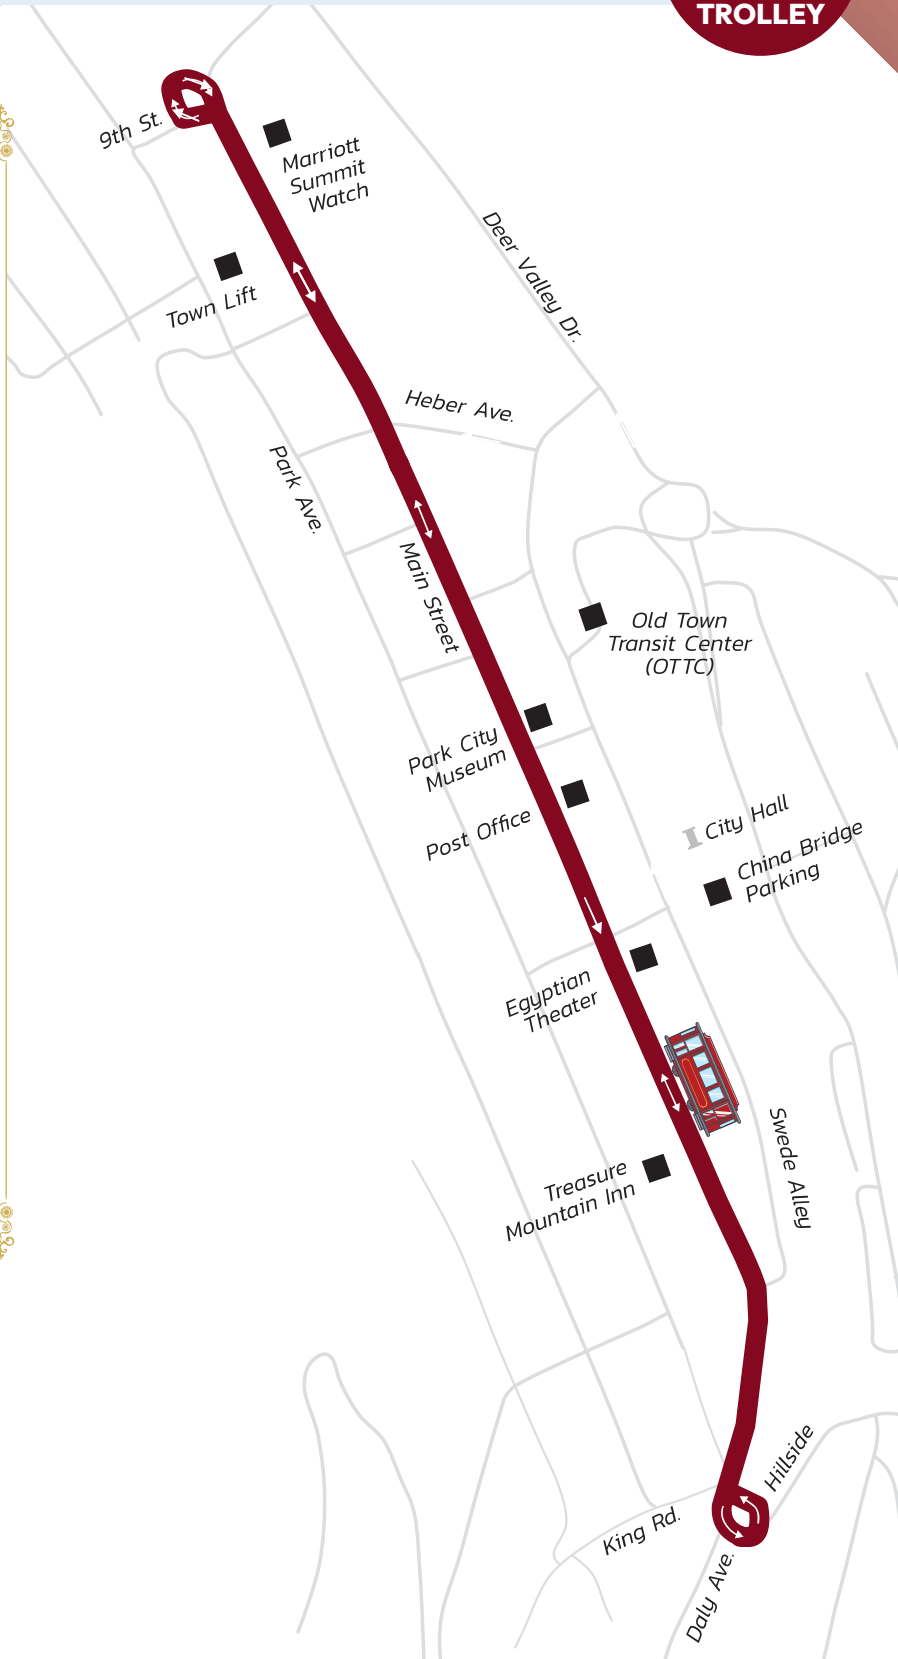 TROLLEY
9th St.
Marriott
Summit
Watch
Deer Valley Dr.
Town Lift
Heber Ave.
Park Ave.
Main Street
Old Town
Transit Center
(OTTC)
Park City
Museum
Post Office
City Hall
China Bridge
Parking
Egyptian
Theater
Swede Alley
Treasure
Mountain Inn
Hillside
King Rd.
Daly Ave.